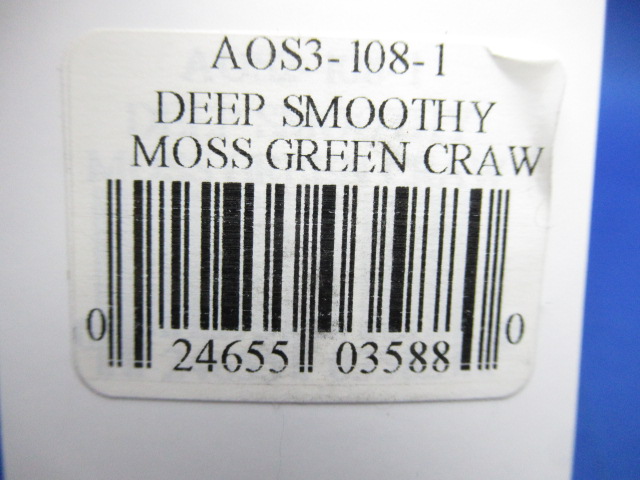 AOS3-108-1
DEEP SMOOTHY
MOSS GREEN CRAW
0 24655 03588 0